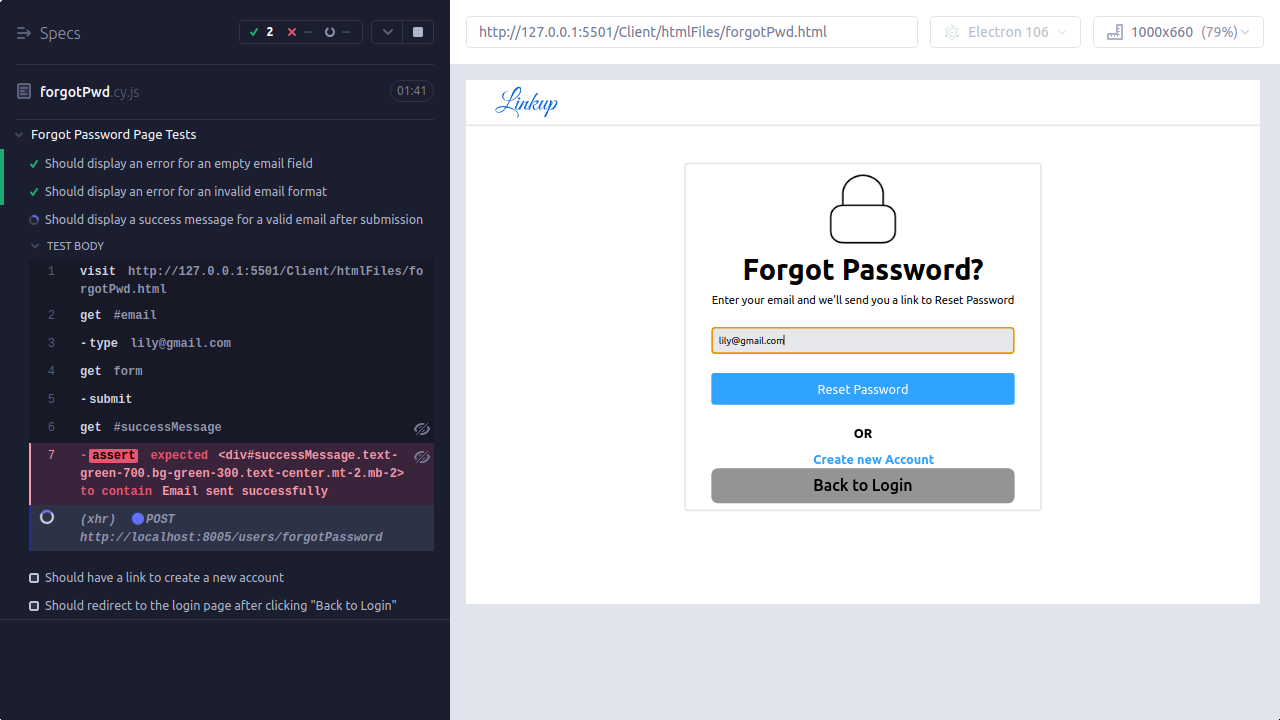 Specs
2
--
--
forgotPwd.cy.js
01:41
Forgot Password Page Tests
Should display an error for an empty email field
Should display an error for an invalid email format
Should display a success message for a valid email after submission
TEST BODY
1 visit http://127.0.0.1:5501/Client/htmlFiles/fo
rgotPwd.html
2 get #email
3 -type lily@gmail.com
4 get form
5 -submit
6 get #successMessage
7 -assert expected <div#successMessage.text-
green-700.bg-green-300.text-center.mt-2.mb-2>
to contain Email sent successfully
(xhr) POST
http://localhost:8005/users/forgotPassword
Should have a link to create a new account
Should redirect to the login page after clicking "Back to Login"
http://127.0.0.1:5501/Client/htmlFiles/forgotPwd.html
Electron 106
1000x660 (79%)
Linkup
Forgot Password?
Enter your email and we'll send you a link to Reset Password
lily@gmail.com
Reset Password
OR
Create new Account
Back to Login